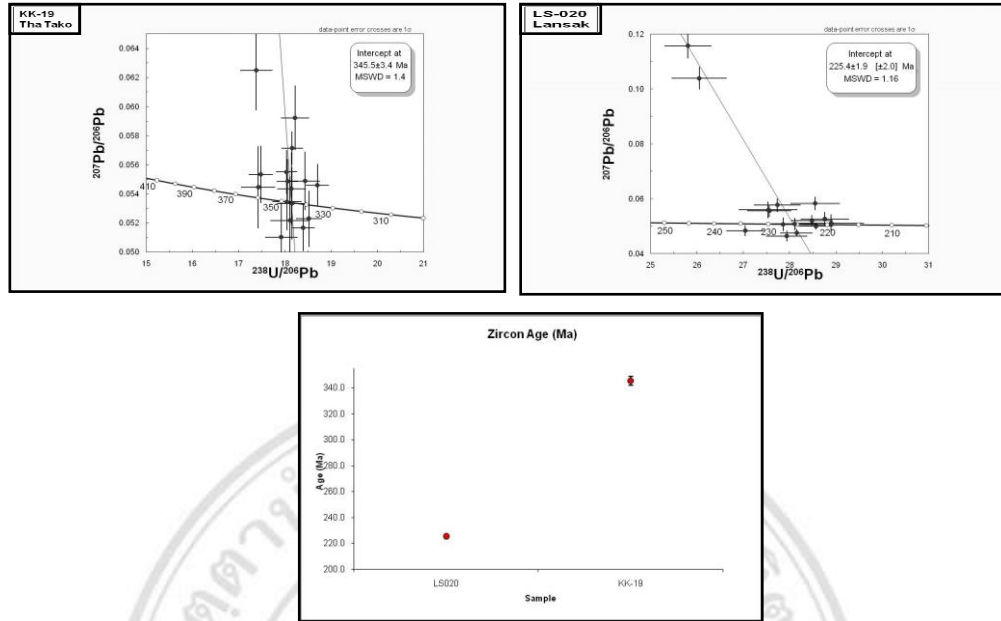 KK-19
Tha Tako
data-point error crosses are 1σ
Intercept at
345.5±3.4 Ma
MSWD = 1.4
0.064
0.062
0.060
0.058
0.056
0.054
0.052
0.050
207Pb/206Pb
410
390
370
350
330
310
15
16
17
18
19
20
21
238U/206Pb
LS-020
Lansak
data-point error crosses are 1σ
Intercept at
225.4±1.9 [±2.0] Ma
MSWD = 1.16
0.12
0.10
0.08
0.06
0.04
207Pb/206Pb
250
240
230
220
210
25
26
27
28
29
30
31
238U/206Pb
Zircon Age (Ma)
340.0
320.0
300.0
280.0
260.0
240.0
220.0
200.0
Age (Ma)
LS020
KK-19
Sample